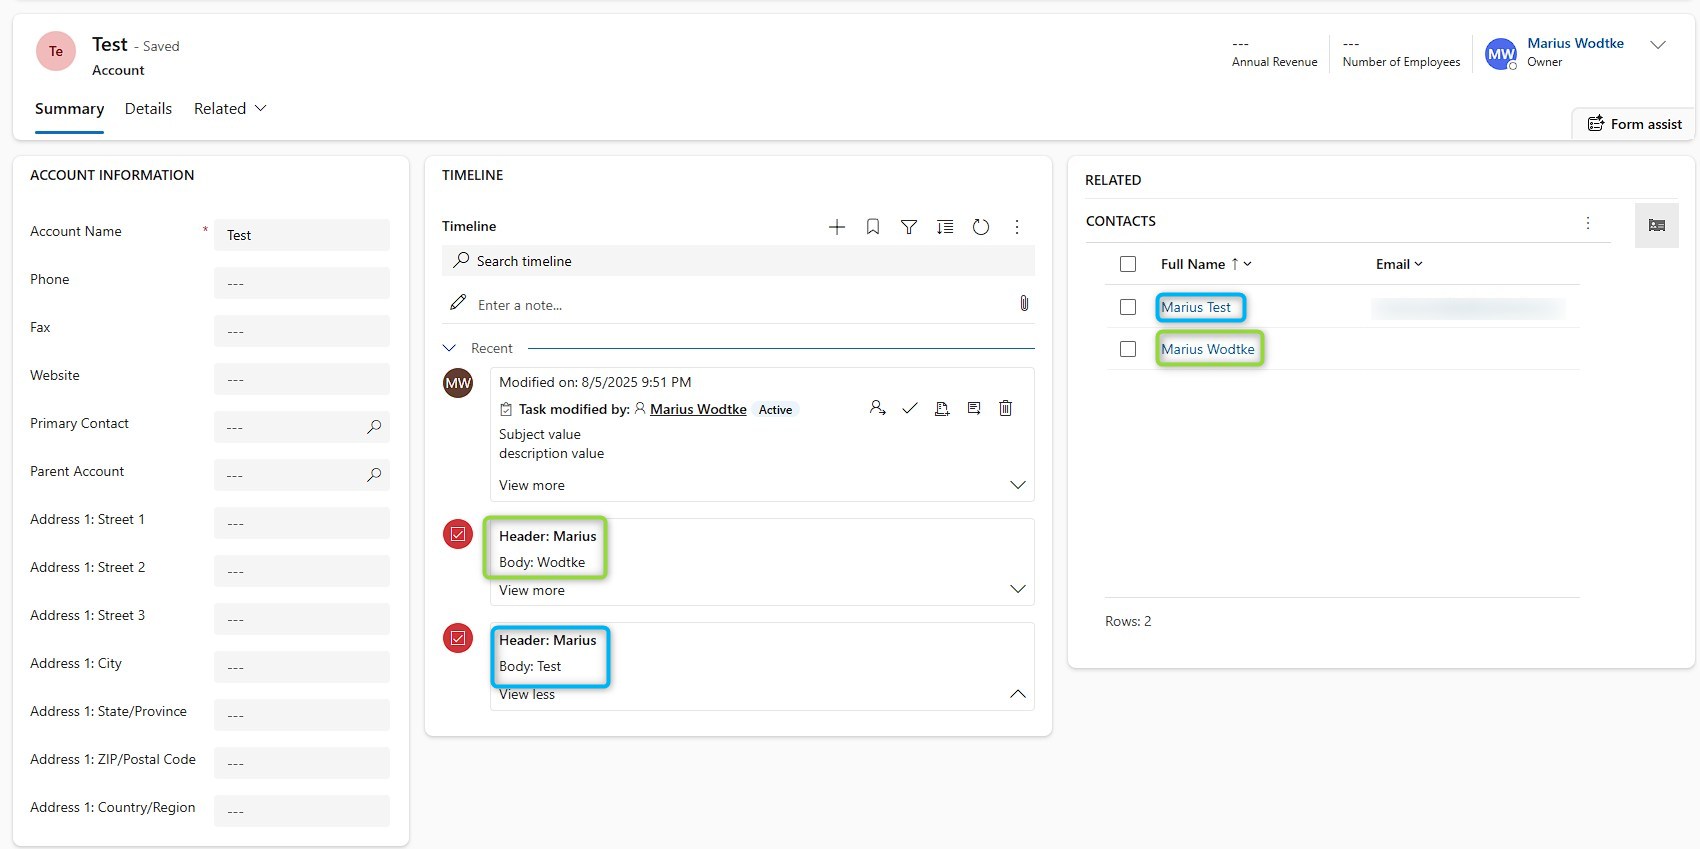 Te
Test - Saved
Account
---
Annual Revenue
---
Number of Employees
MW
Marius Wodtke
Owner
Summary
Details
Related
Form assist
ACCOUNT INFORMATION
Account Name *
Test
Phone
---
Fax
---
Website
---
Primary Contact
---
Parent Account
---
Address 1: Street 1
---
Address 1: Street 2
---
Address 1: Street 3
---
Address 1: City
---
Address 1: State/Province
---
Address 1: ZIP/Postal Code
---
Address 1: Country/Region
---
TIMELINE
Timeline
Search timeline
Enter a note...
Recent
MW
Modified on: 8/5/2025 9:51 PM
Task modified by: Marius Wodtke Active
Subject value
description value
View more
Header: Marius
Body: Wodtke
View more
Header: Marius
Body: Test
View less
RELATED
CONTACTS
Full Name
Email
Marius Test
Marius Wodtke
Rows: 2